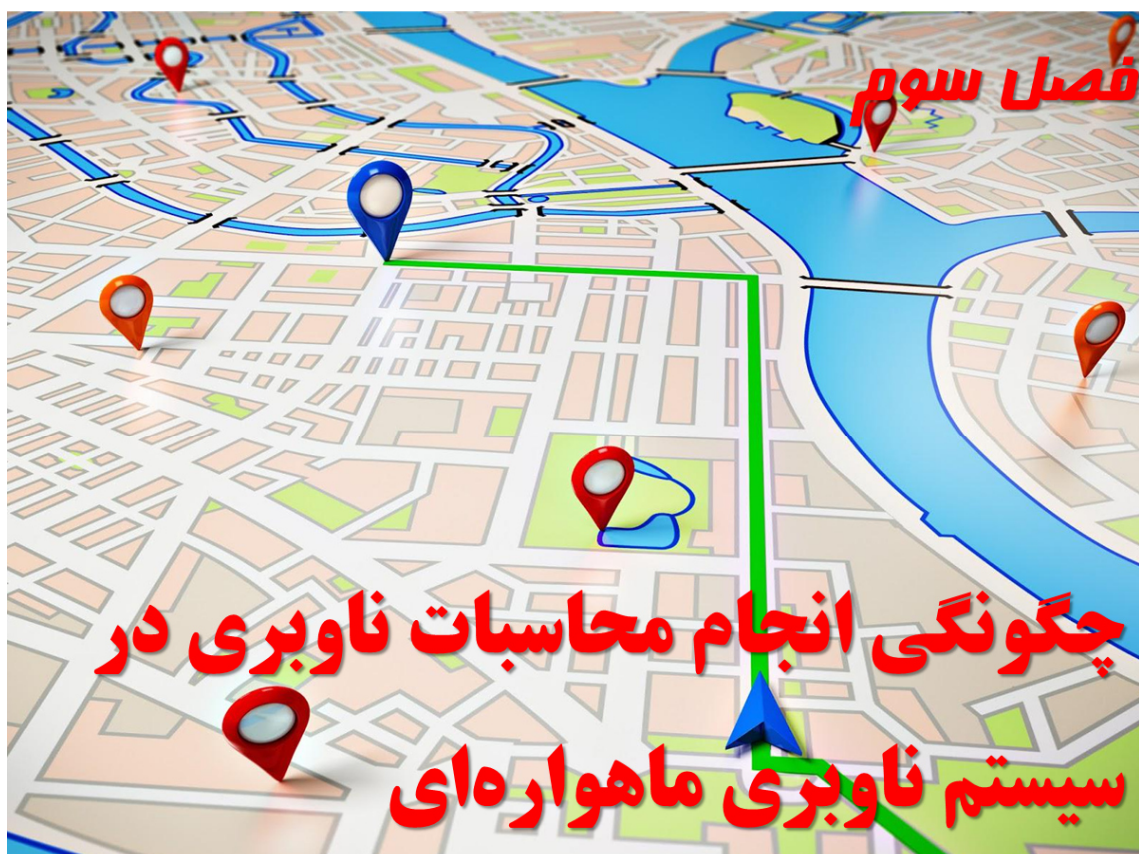 فصل سوم
چگونگی انجام محاسبات ناوبری در
سیستم ناوبری ماهواره‌ای